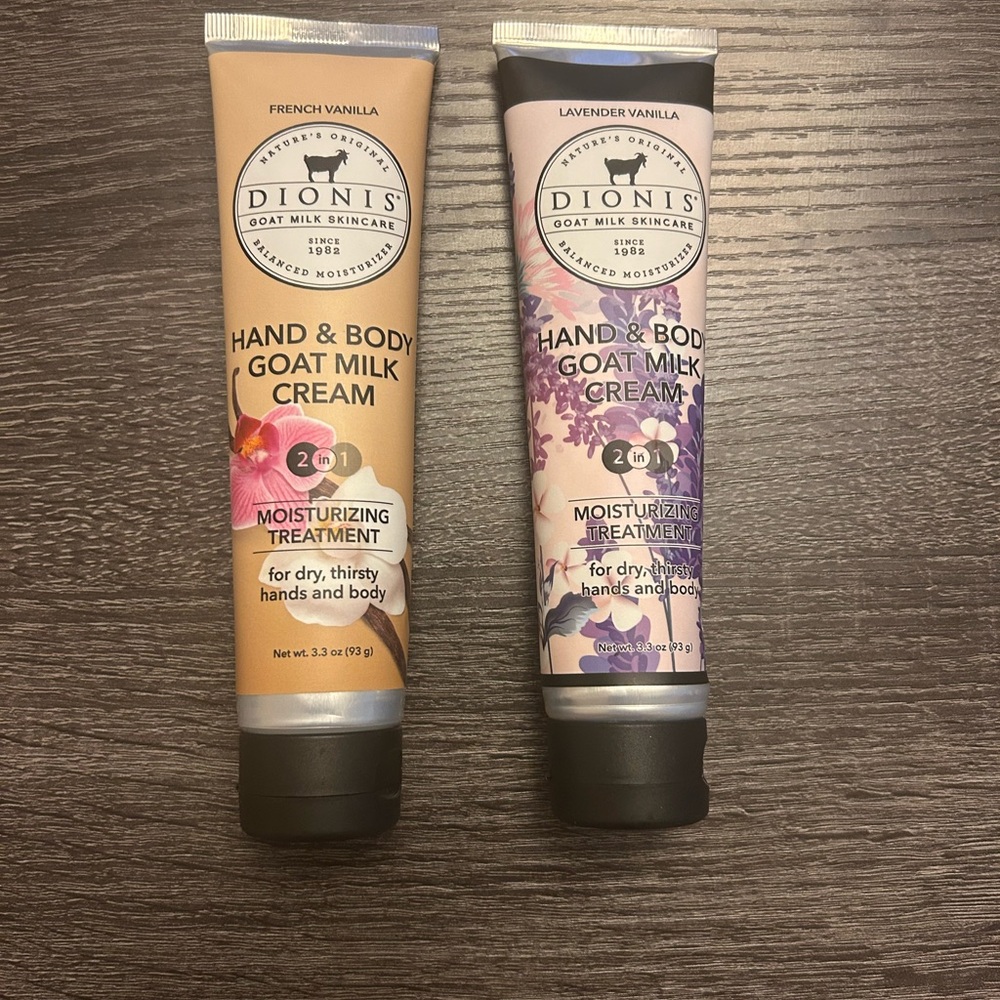 FRENCH VANILLA
NATURE'S ORIGINAL
DIONIS®
GOAT MILK SKINCARE
SINCE
1982
BALANCED MOISTURIZER
HAND & BODY
GOAT MILK
CREAM
2 in 1
MOISTURIZING
TREATMENT
for dry, thirsty
hands and body
Net wt. 3.3 oz (93 g)
LAVENDER VANILLA
NATURE'S ORIGINAL
DIONIS®
GOAT MILK SKINCARE
SINCE
1982
BALANCED MOISTURIZER
HAND & BODY
GOAT MILK
CREAM
2 in 1
MOISTURIZING
TREATMENT
for dry, thirsty
hands and body
Net wt. 3.3 oz (93 g)